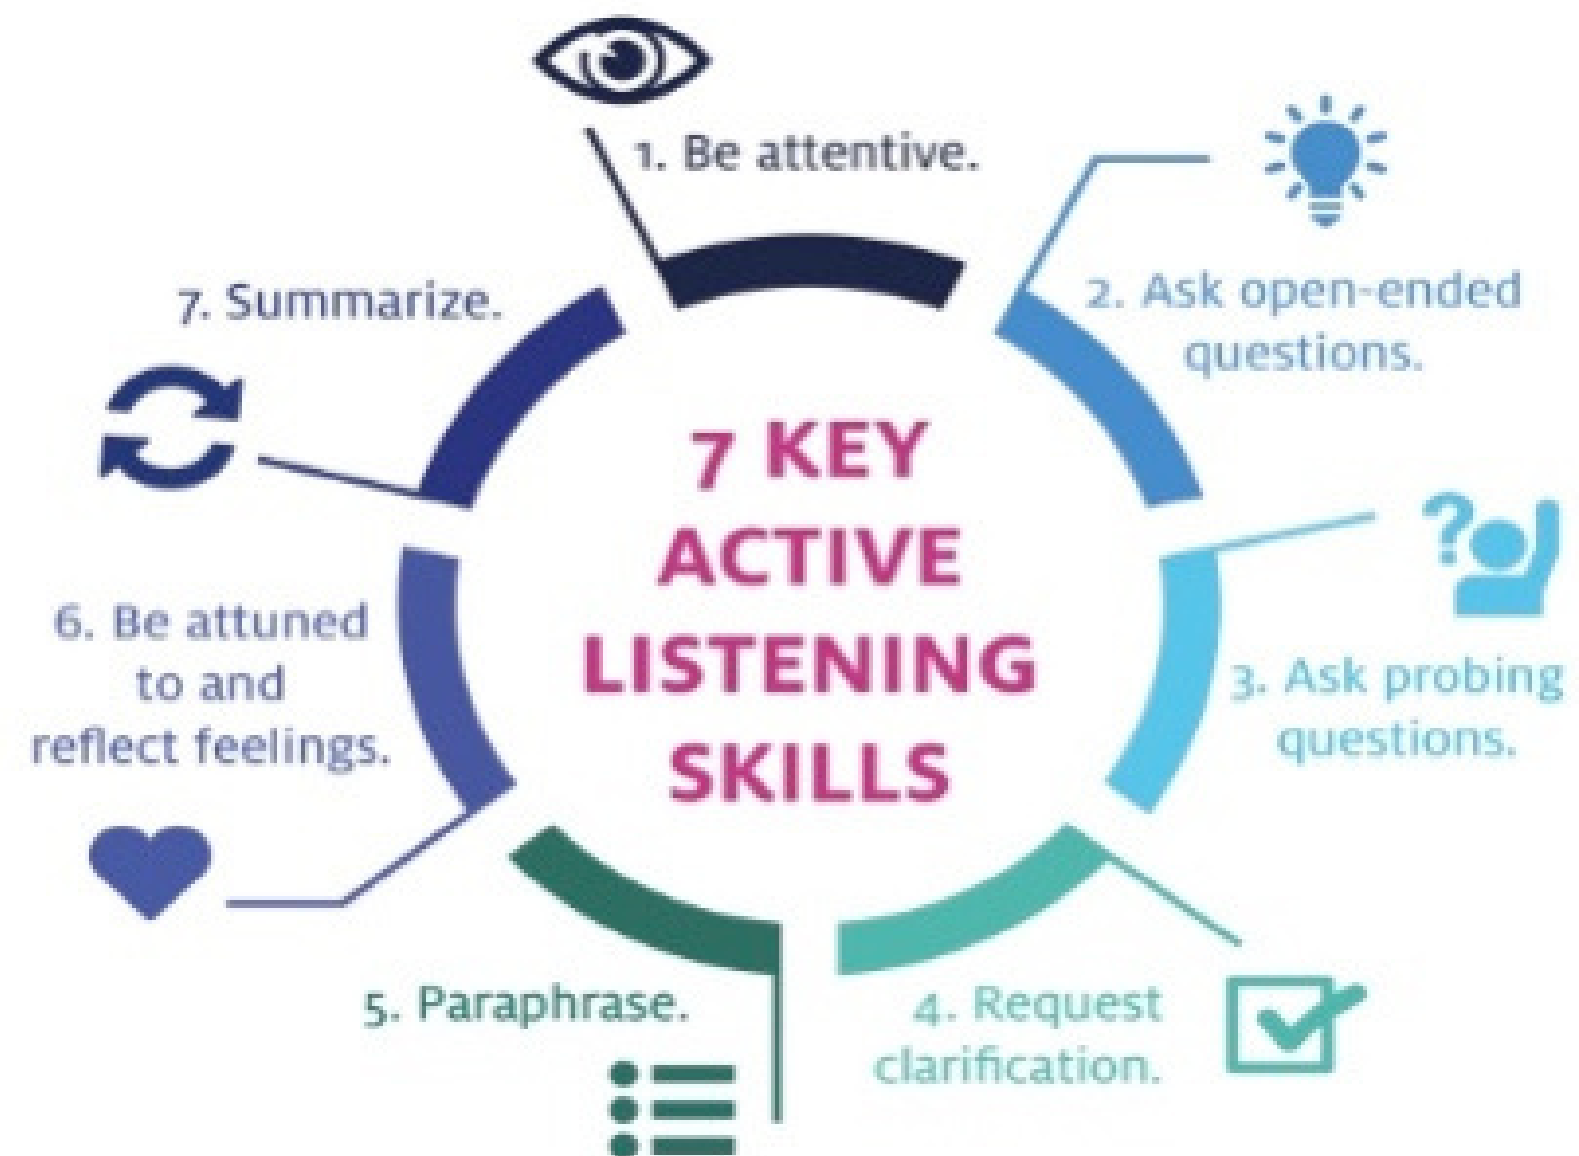 7 KEY
ACTIVE
LISTENING
SKILLS
1. Be attentive.
2. Ask open-ended
questions.
3. Ask probing
questions.
4. Request
clarification.
5. Paraphrase.
6. Be attuned
to and
reflect feelings.
7. Summarize.
?